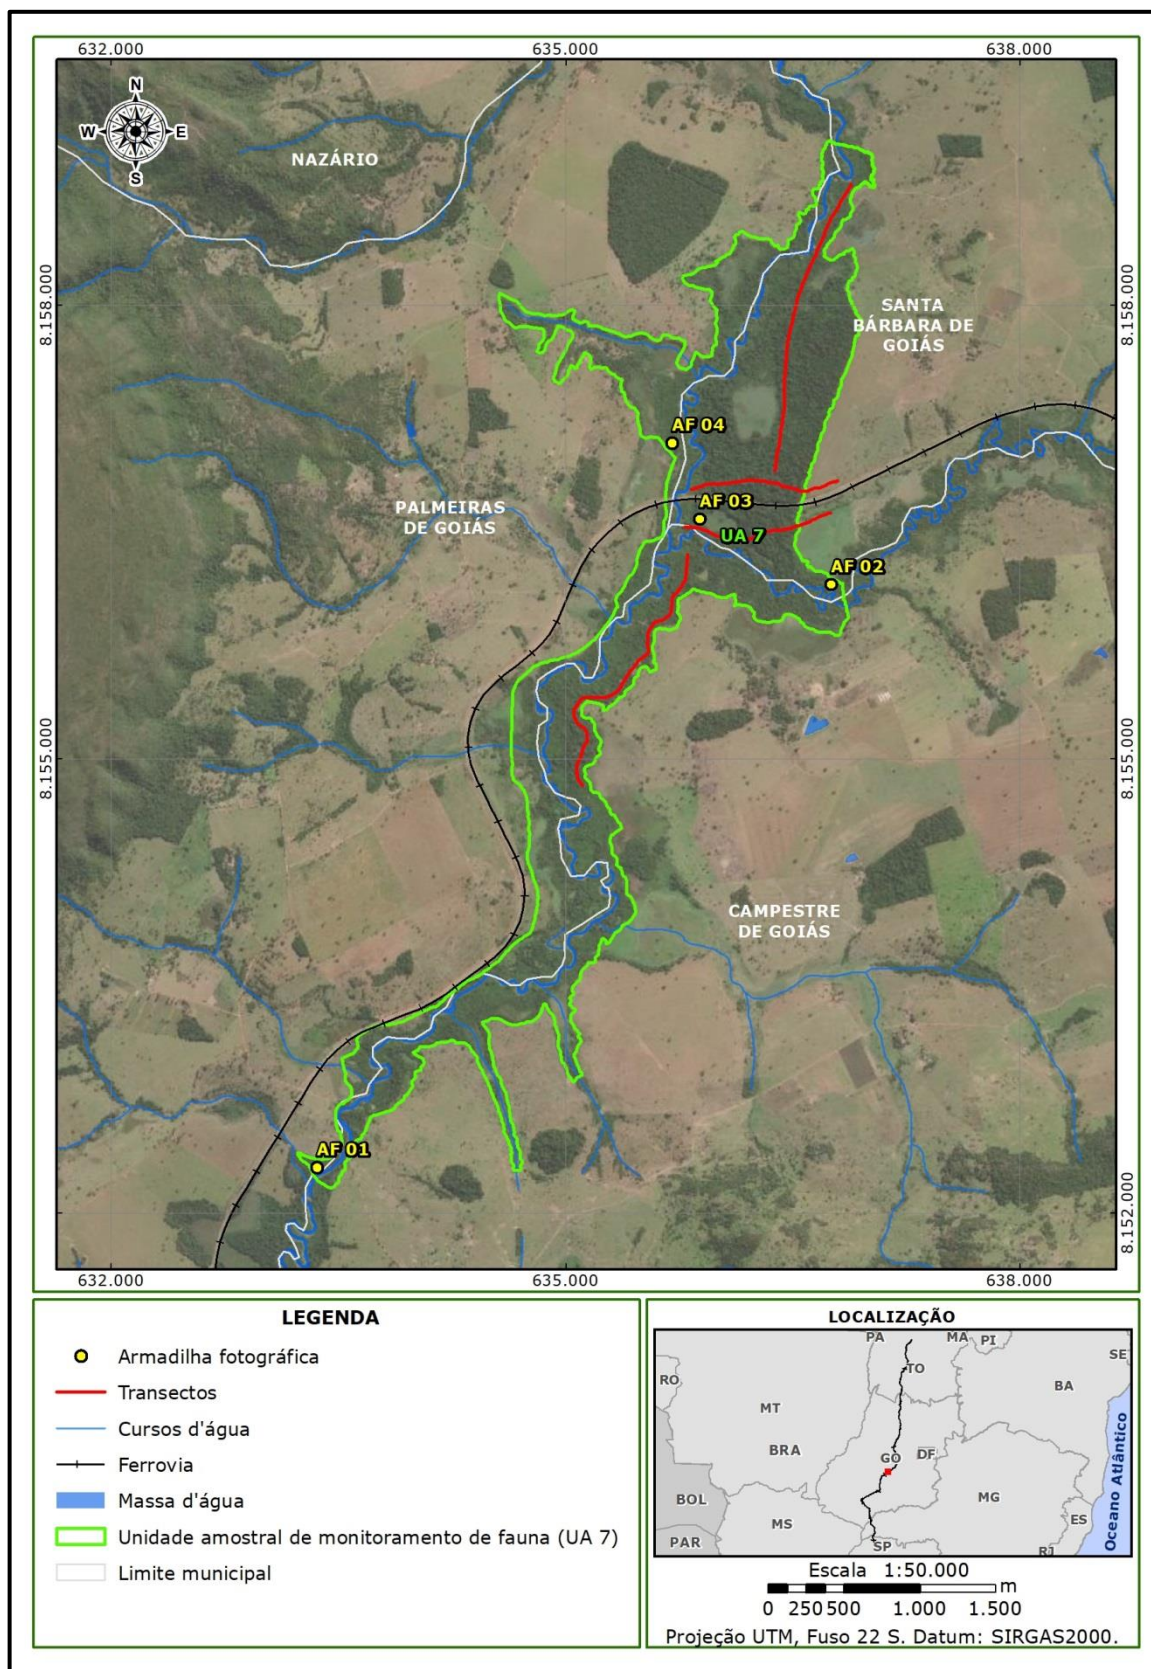 632.000 635.000 638.000
N
W E
S
NAZÁRIO
8.158.000 8.158.000
SANTA
BÁRBARA DE
GOIÁS
AF 04
PALMEIRAS
DE GOIÁS
AF 03
UA 7
AF 02
8.155.000 8.155.000
CAMPESTRE
DE GOIÁS
AF 01
8.152.000
632.000 635.000 638.000
LEGENDA
Armadilha fotográfica
Transectos
Cursos d'água
Ferrovia
Massa d'água
Unidade amostral de monitoramento de fauna (UA 7)
Limite municipal
LOCALIZAÇÃO
PA MA PI
RO TO SE
MT BA
BRA GO DF
BOL MG
MS ES
PAR SP RJ
Oceano Atlântico
Escala 1:50.000
m
0 250 500 1.000 1.500
Projeção UTM, Fuso 22 S. Datum: SIRGAS2000.